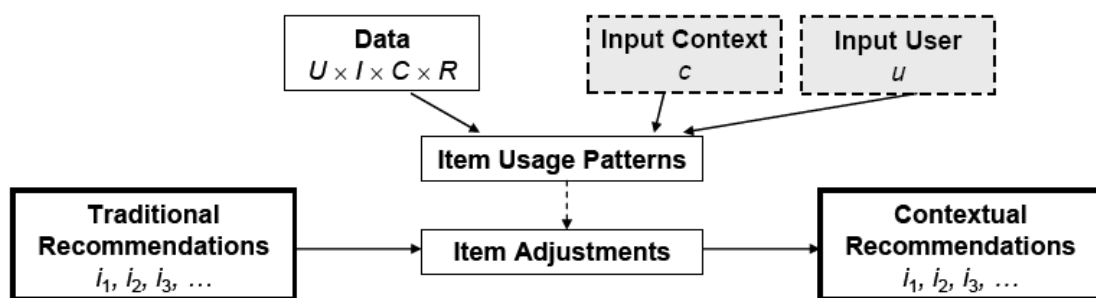 Data
U × I × C × R
Input Context
c
Input User
u
Item Usage Patterns
Traditional
Recommendations
i1, i2, i3, …
Item Adjustments
Contextual
Recommendations
i1, i2, i3, …